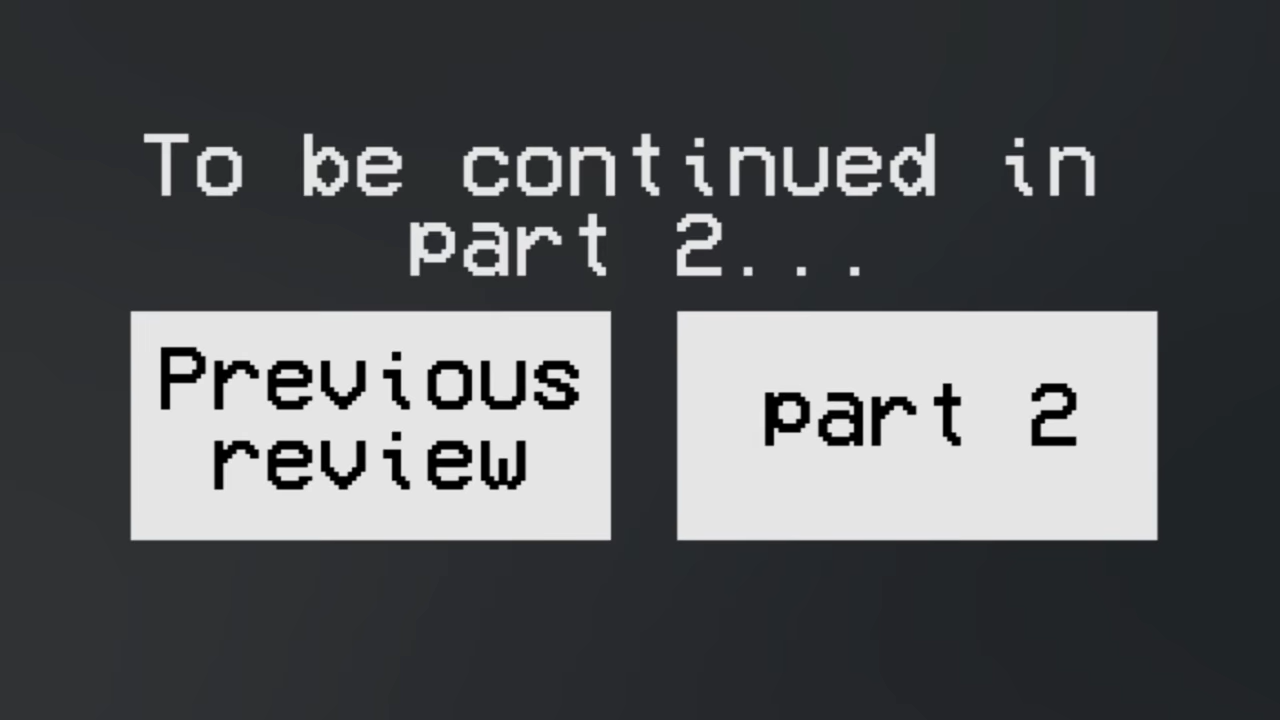 To be continued in
part 2...
Previous
review
part 2